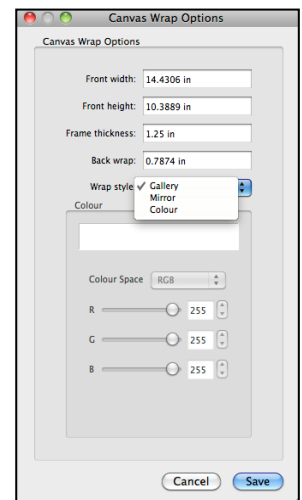 Canvas Wrap Options
Canvas Wrap Options
Front width: 14.4306 in
Front height: 10.3889 in
Frame thickness: 1.25 in
Back wrap: 0.7874 in
Wrap style ✓ Gallery
Mirror
Colour
Colour
Colour Space RGB
R 255
G 255
B 255
Cancel Save